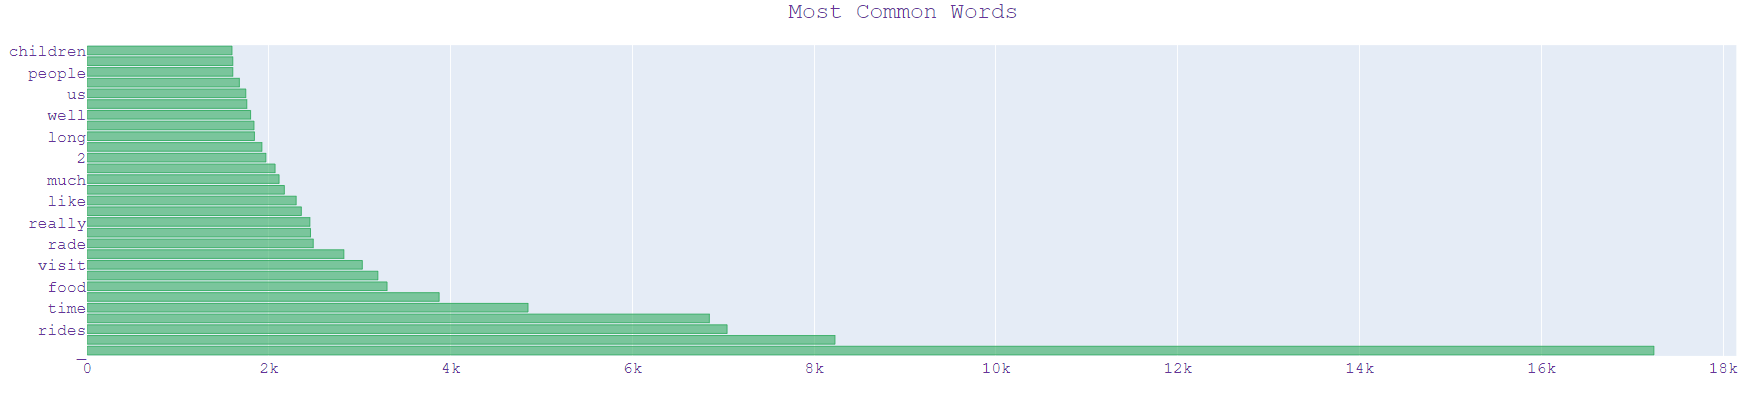 Most Common Words
children
people
us
well
long
2
much
like
really
rade
visit
food
time
rides
_
0 2k 4k 6k 8k 10k 12k 14k 16k 18k